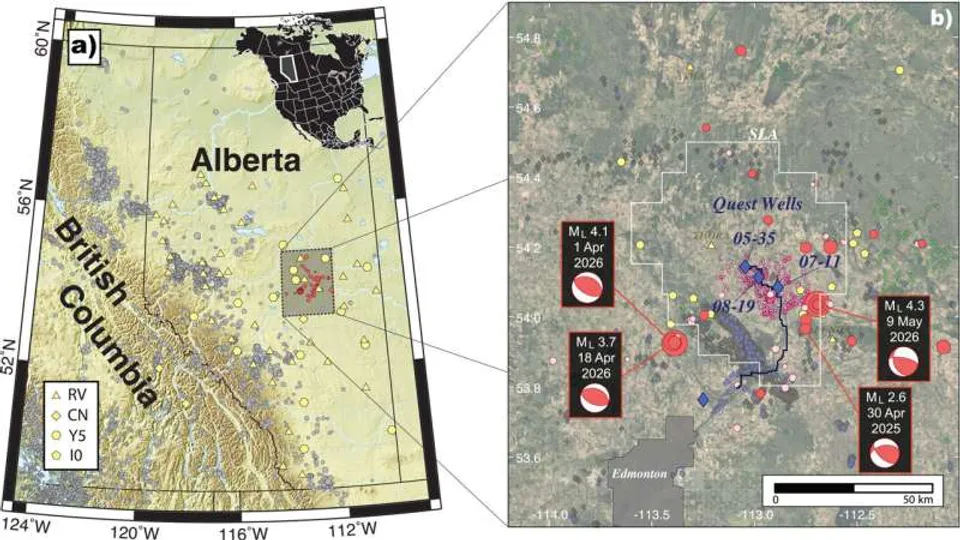 a)
60°N
56°N
52°N
Alberta
British
Columbia
RV
CN
Y5
I0
124°W
120°W
116°W
112°W
b)
54.8
54.6
54.4
54.2
54.0
53.8
53.6
SLA
Quest Wells
05-35
07-11
08-19
ML 4.1
1 Apr
2026
ML 3.7
18 Apr
2026
ML 4.3
9 May
2026
ML 2.6
30 Apr
2025
Edmonton
0
50 km
-114.0
-113.5
-113.0
-112.5